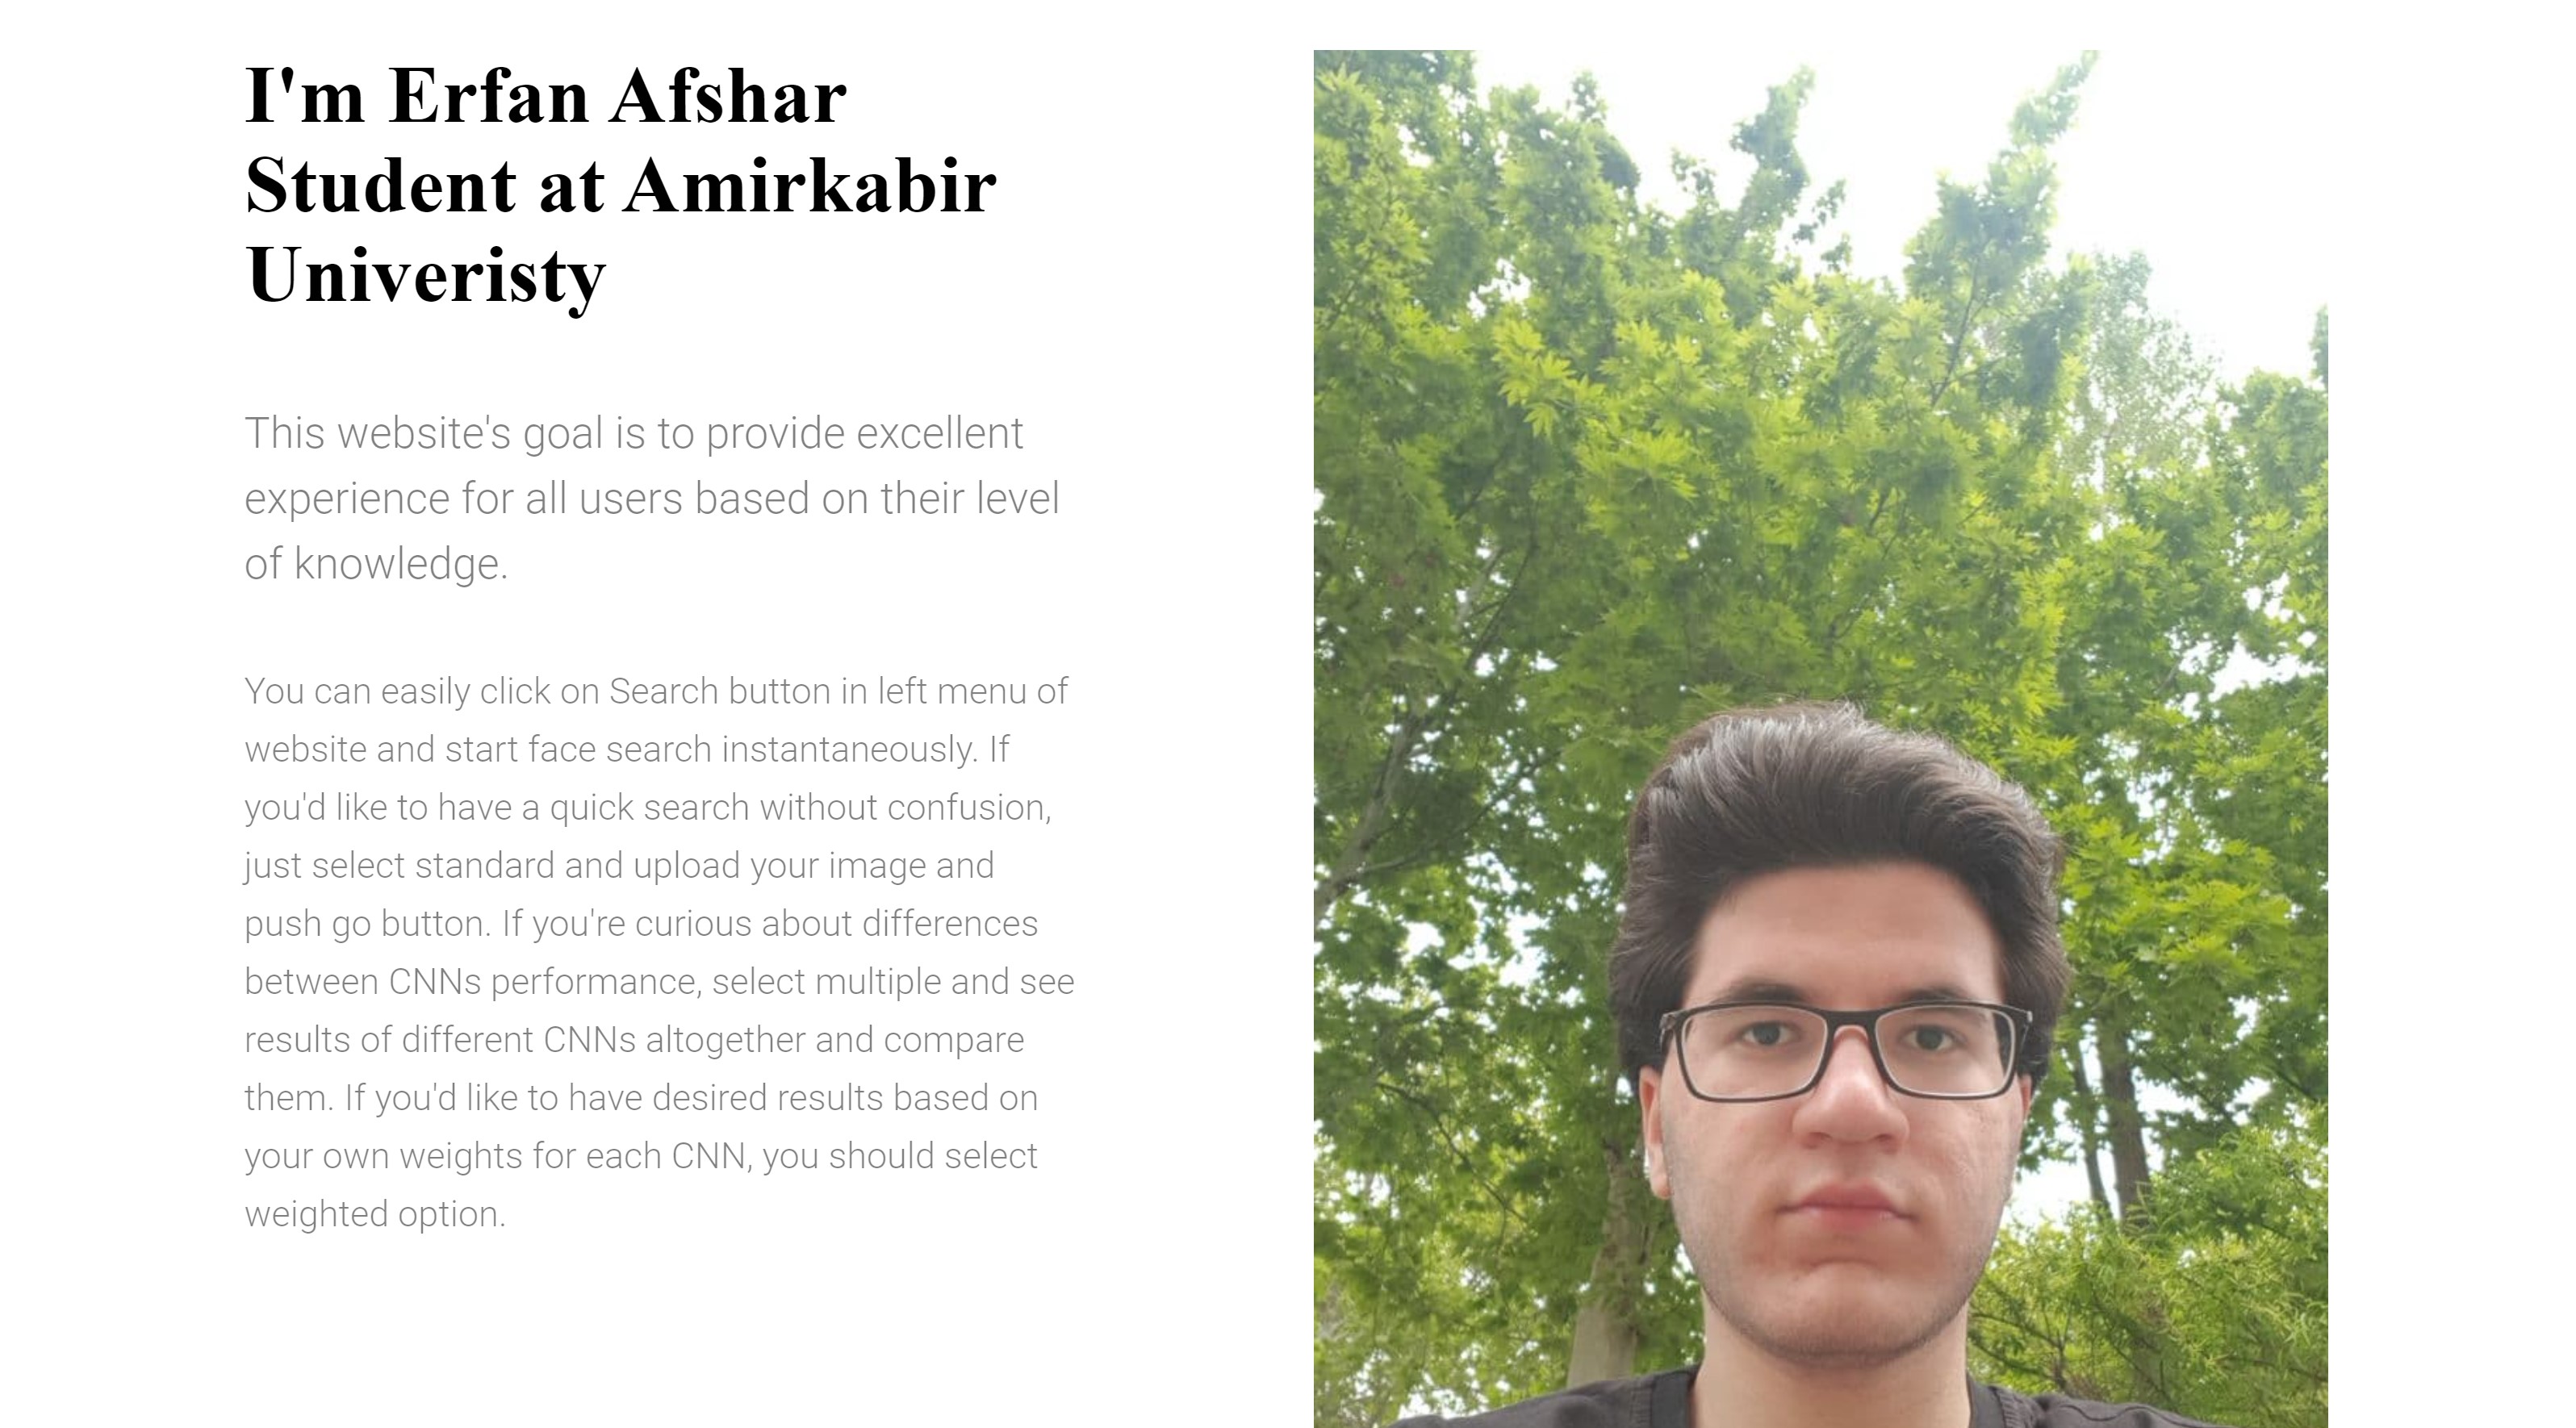 I'm Erfan Afshar
Student at Amirkabir
Univeristy
This website's goal is to provide excellent
experience for all users based on their level
of knowledge.
You can easily click on Search button in left menu of
website and start face search instantaneously. If
you'd like to have a quick search without confusion,
just select standard and upload your image and
push go button. If you're curious about differences
between CNNs performance, select multiple and see
results of different CNNs altogether and compare
them. If you'd like to have desired results based on
your own weights for each CNN, you should select
weighted option.